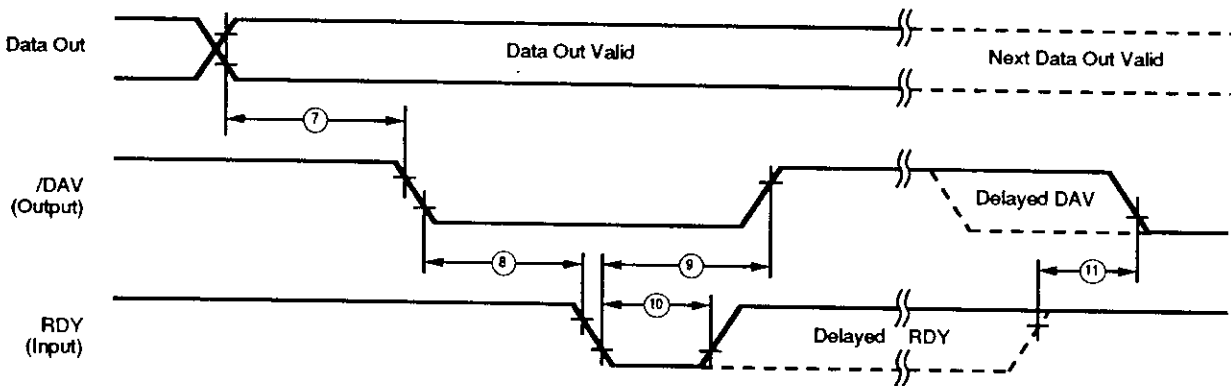 Data Out
Data Out Valid
Next Data Out Valid
7
/DAV
(Output)
Delayed DAV
8
9
11
10
RDY
(Input)
Delayed RDY